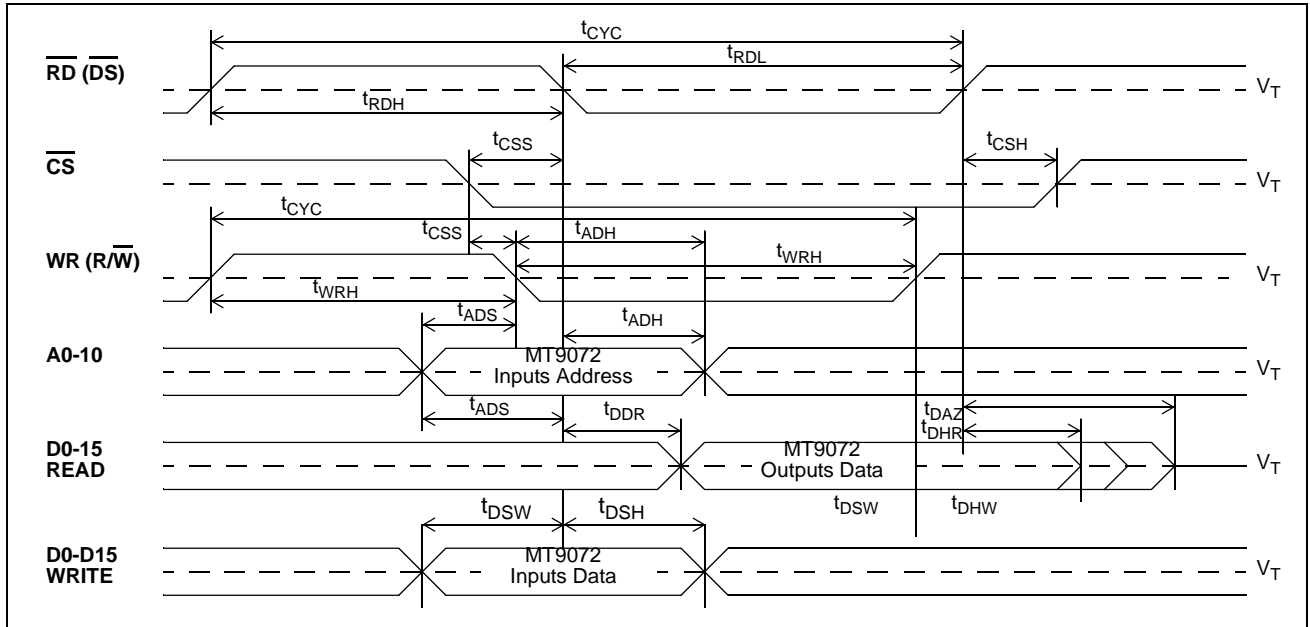 tCYC
RD (DS)
tRDL
VT
tRDH
tCSS
tCSH
CS
VT
tCYC
tCSS
tADH
WR (R/W)
tWRH
VT
tWRH
tADS
tADH
A0-10
MT9072
Inputs Address
VT
tADS
tDDR
tDAZ
tDHR
D0-15
READ
MT9072
Outputs Data
VT
tDSW
tDHW
tDSW
tDSH
D0-D15
WRITE
MT9072
Inputs Data
VT